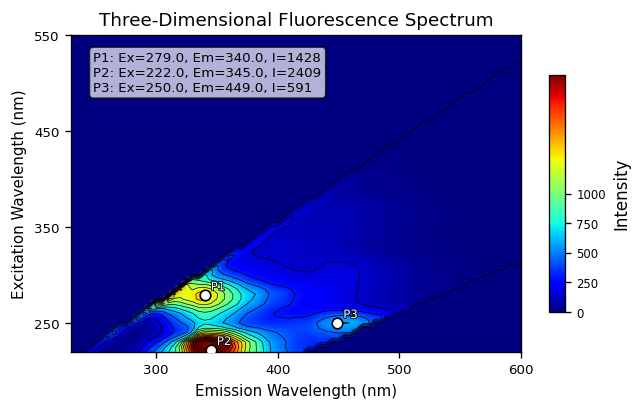 Three-Dimensional Fluorescence Spectrum
P1: Ex=279.0, Em=340.0, I=1428
P2: Ex=222.0, Em=345.0, I=2409
P3: Ex=250.0, Em=449.0, I=591
550
450
350
250
Excitation Wavelength (nm)
P1
P2
P3
300
400
500
600
Emission Wavelength (nm)
1000
750
500
250
0
Intensity